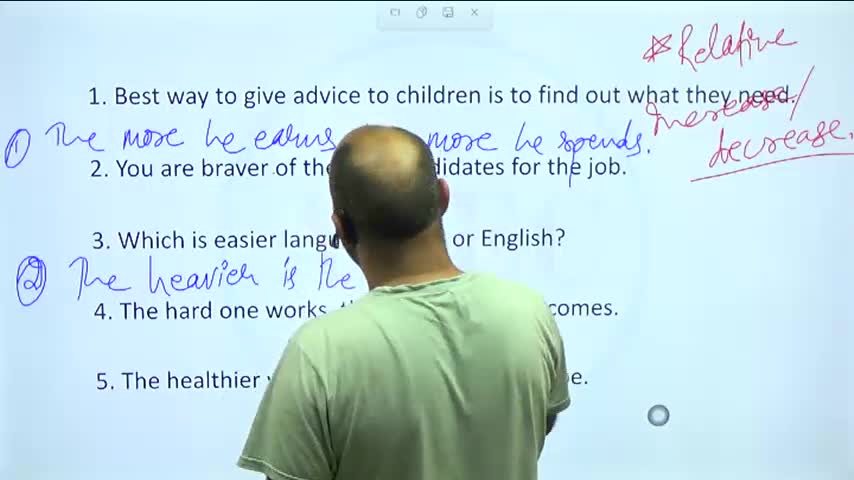 * Relative
1. Best way to give advice to children is to find out what they need.
Increase/
① The more he earns more he spends.
decrease.
2. You are braver of the didates for the job.
3. Which is easier langu or English?
② The heavier is the
4. The hard one works, comes.
5. The healthier e.